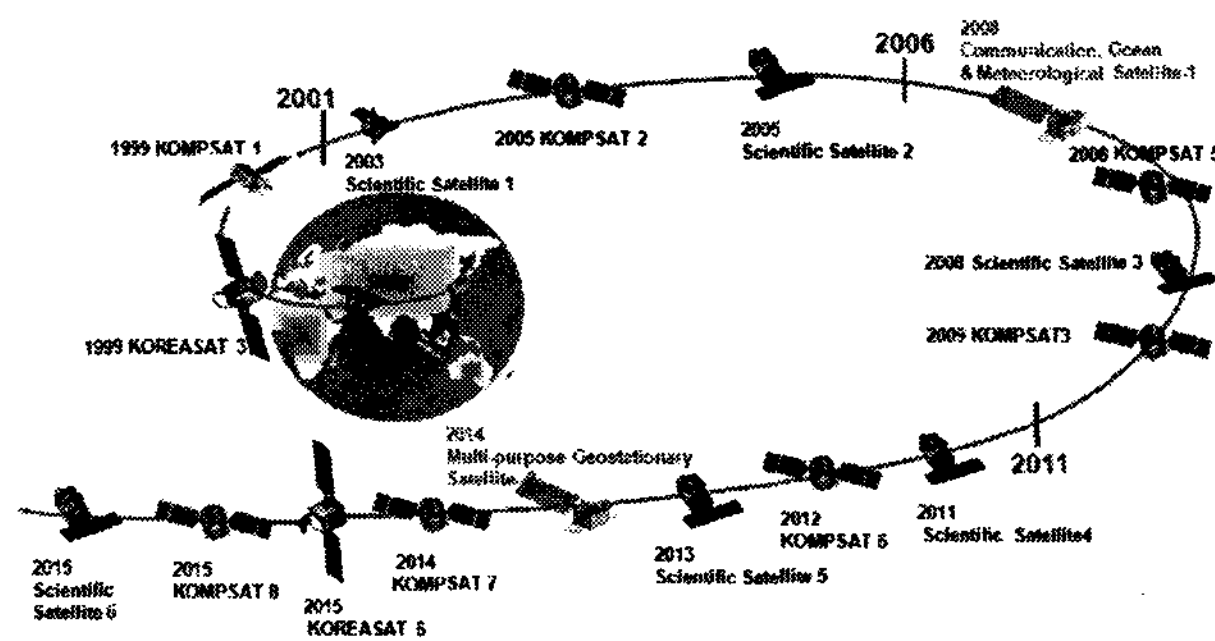 2001
1999 KOMPSAT 1
2003
Scientific Satellite 1
2005 KOMPSAT 2
2005
Scientific Satellite 2
2006
2008
Communication, Ocean
& Meteorological Satellite-1
KOMPSAT 5
2008 Scientific Satellite 3
2009 KOMPSAT3
1999 KOREASAT 3
2011
2011
Scientific Satellite4
2012
KOMPSAT 6
2013
Scientific Satellite 5
2014
Multi-purpose Geostationary
Satellite
2014
KOMPSAT 7
2015
KOREASAT
2015
KOMPSAT 8
Scientific
Satellite 6